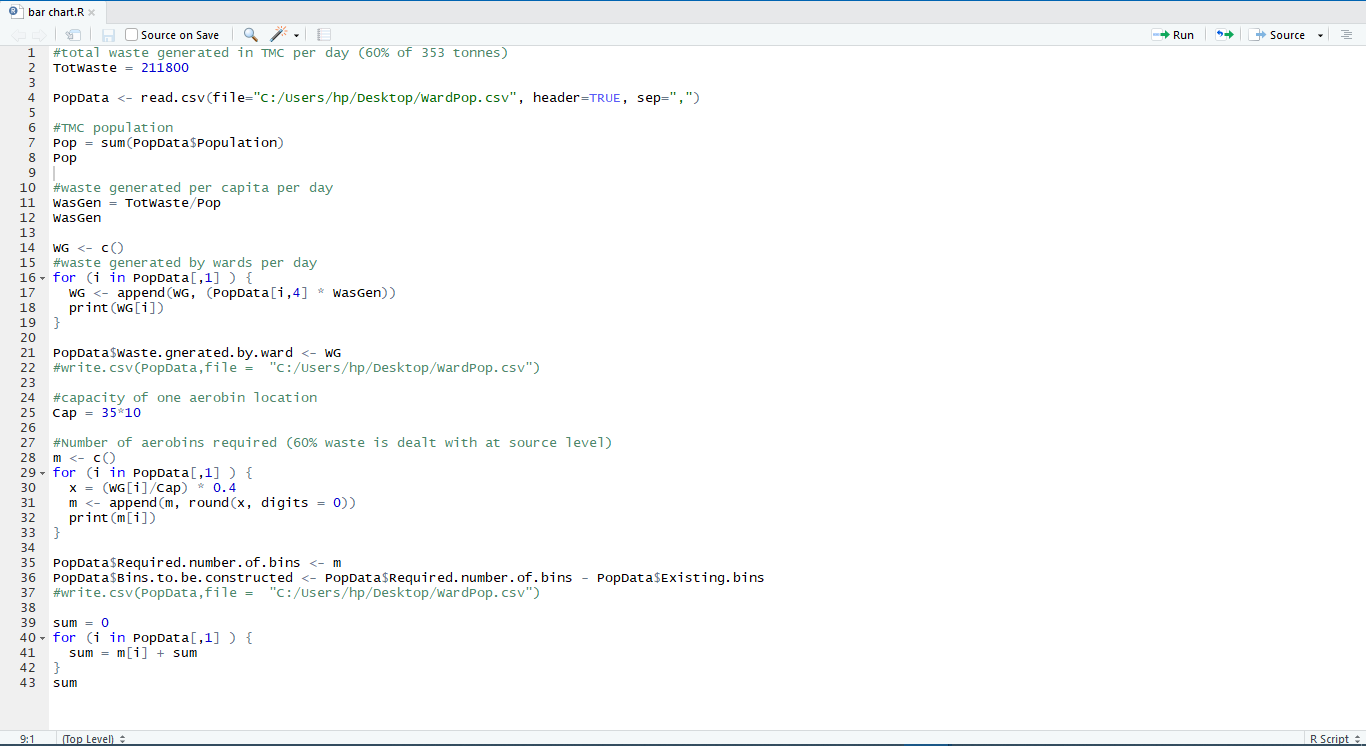 bar chart.R
Source on Save
Run
Source
1 #total waste generated in TMC per day (60% of 353 tonnes)
2 TotWaste = 211800
3
4 PopData <- read.csv(file="C:/Users/hp/Desktop/WardPop.csv", header=TRUE, sep=",")
5
6 #TMC population
7 Pop = sum(PopData$Population)
8 Pop
9
10 #waste generated per capita per day
11 WasGen = TotWaste/Pop
12 WasGen
13
14 WG <- c()
15 #waste generated by wards per day
16 for (i in PopData[,1] ) {
17   WG <- append(WG, (PopData[i,4] * WasGen))
18   print(WG[i])
19 }
20
21 PopData$Waste.gnerated.by.ward <- WG
22 #write.csv(PopData,file =  "C:/Users/hp/Desktop/WardPop.csv")
23
24 #capacity of one aerobin location
25 Cap = 35*10
26
27 #Number of aerobins required (60% waste is dealt with at source level)
28 m <- c()
29 for (i in PopData[,1] ) {
30   x = (WG[i]/Cap) * 0.4
31   m <- append(m, round(x, digits = 0))
32   print(m[i])
33 }
34
35 PopData$Required.number.of.bins <- m
36 PopData$Bins.to.be.constructed <- PopData$Required.number.of.bins - PopData$Existing.bins
37 #write.csv(PopData,file =  "C:/Users/hp/Desktop/WardPop.csv")
38
39 sum = 0
40 for (i in PopData[,1] ) {
41   sum = m[i] + sum
42 }
43 sum
9:1
(Top Level)
R Script